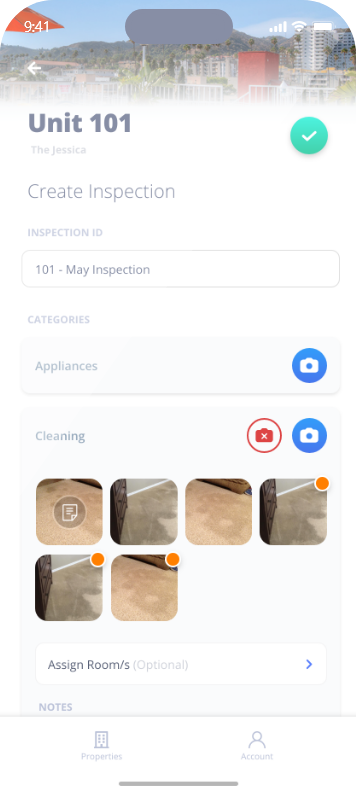 9:41
Unit 101
The Jessica
Create Inspection
INSPECTION ID
101 - May Inspection
CATEGORIES
Appliances
Cleaning
Assign Room/s (Optional)
NOTES
Properties
Account